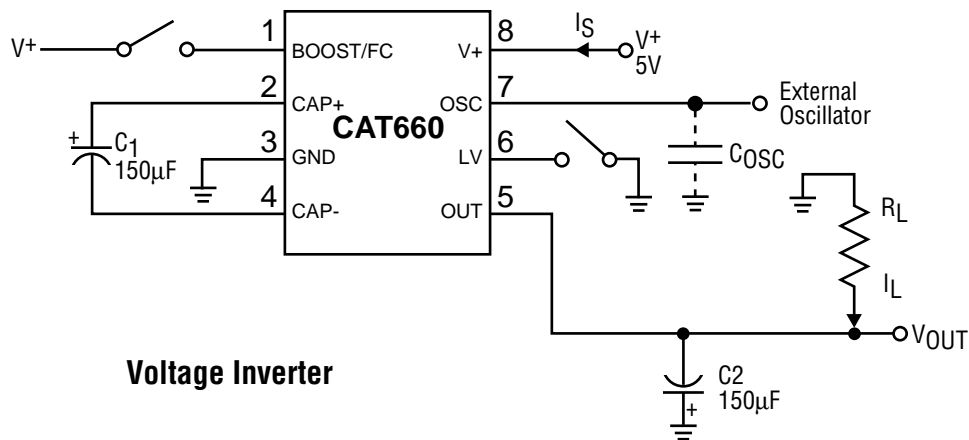 1
8
I_S
V+
BOOST/FC
V+
V+
5V
2
7
External
Oscillator
CAP+
OSC
CAT660
+
C1
150µF
3
6
GND
LV
C_OSC
4
5
CAP-
OUT
R_L
I_L
V_OUT
Voltage Inverter
C2
150µF
+